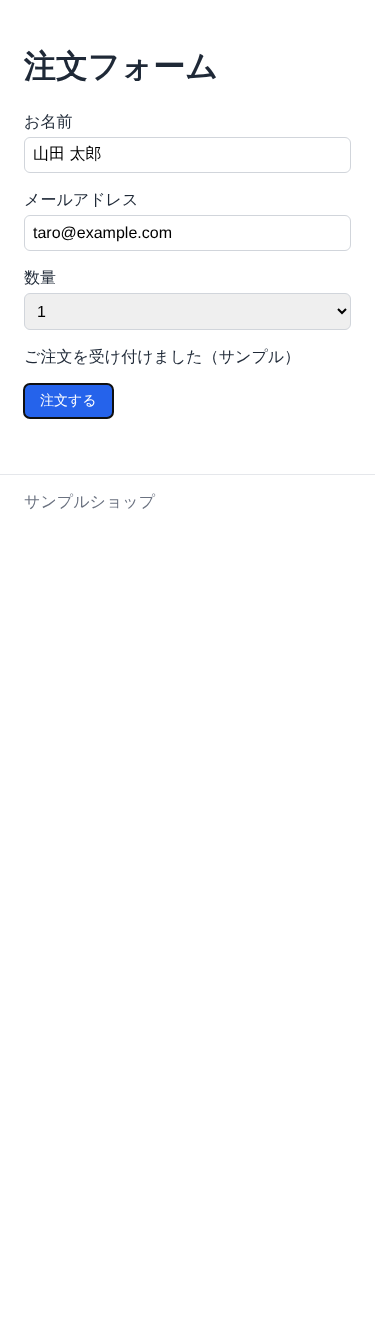 注文フォーム
お名前
山田 太郎
メールアドレス
taro@example.com
数量
1
ご注文を受け付けました（サンプル）
注文する
サンプルショップ